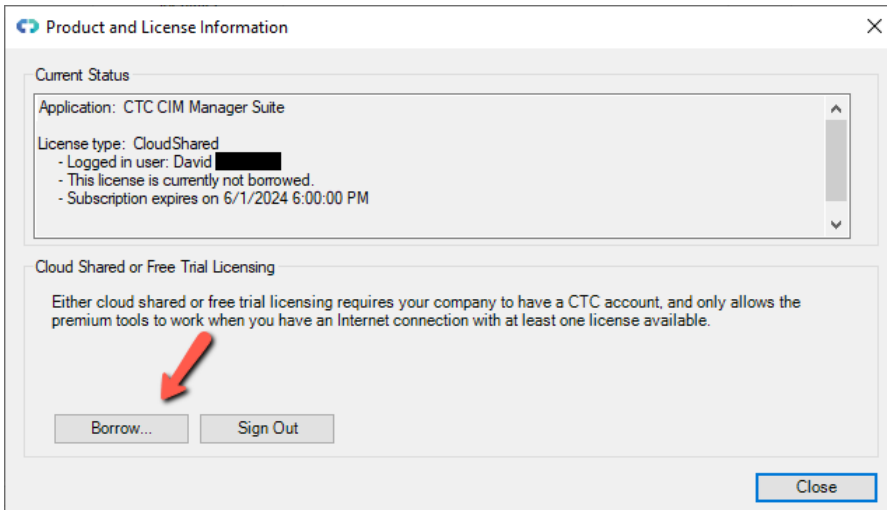 Product and License Information
Current Status
Application: CTC CIM Manager Suite
License type: CloudShared
- Logged in user: David
- This license is currently not borrowed.
- Subscription expires on 6/1/2024 6:00:00 PM
Cloud Shared or Free Trial Licensing
Either cloud shared or free trial licensing requires your company to have a CTC account, and only allows the
premium tools to work when you have an Internet connection with at least one license available.
Borrow...
Sign Out
Close